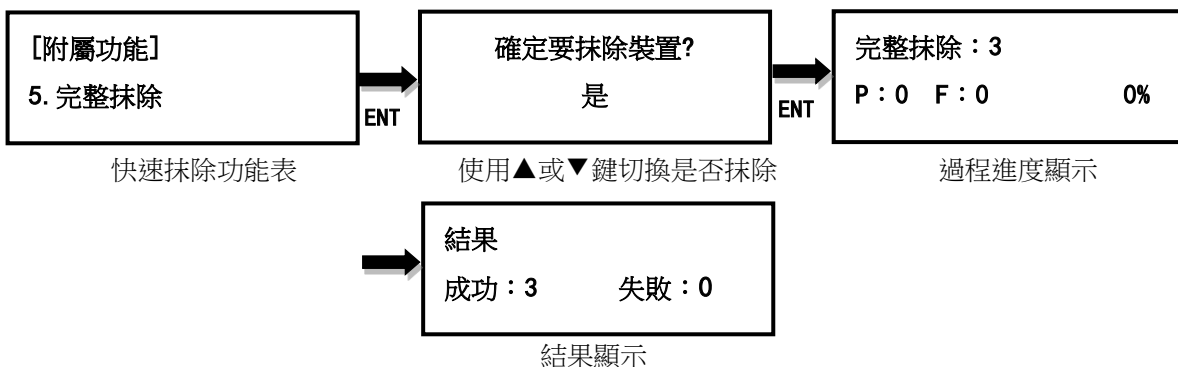 [附屬功能]
5.完整抹除
ENT
確定要抹除裝置?
是
ENT
完整抹除：3
P：0 F：0 0%
快速抹除功能表
使用▲或▼鍵切換是否抹除
過程進度顯示
結果
成功：3 失敗：0
結果顯示